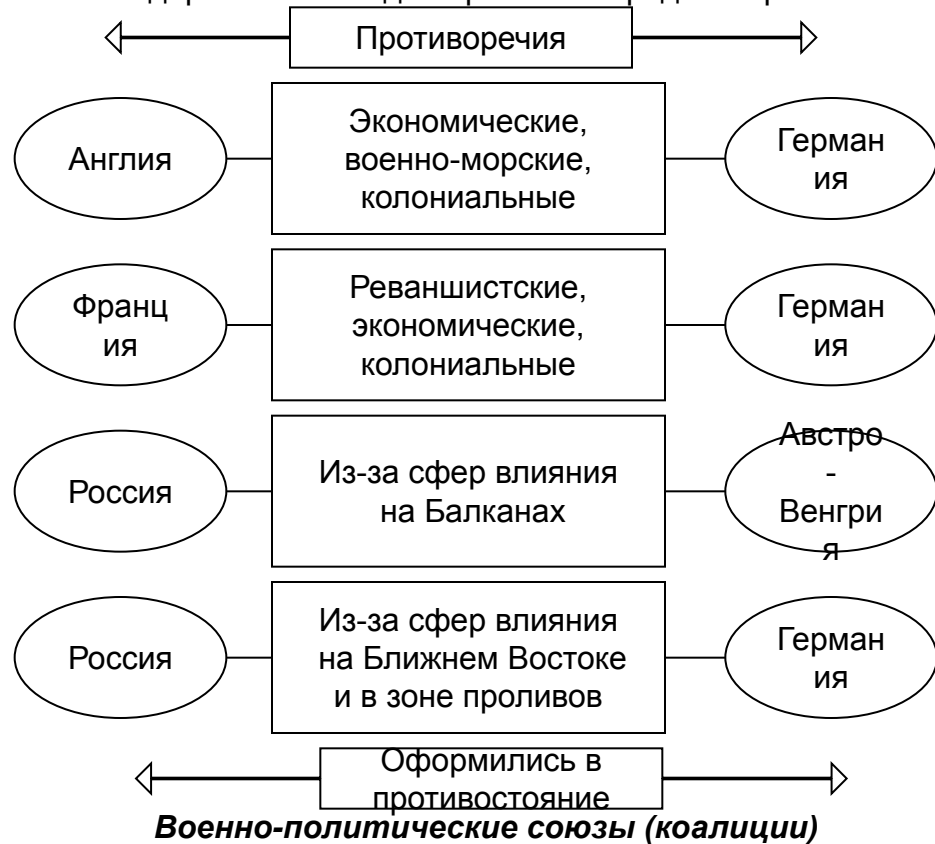 Противоречия
Англия
Экономические,
военно-морские,
колониальные
Герман
ия
Франц
ия
Реваншистские,
экономические,
колониальные
Герман
ия
Россия
Из-за сфер влияния
на Балканах
Австро
-
Венгри
я
Россия
Из-за сфер влияния
на Ближнем Востоке
и в зоне проливов
Герман
ия
Оформились в
противостояние
Военно-политические союзы (коалиции)